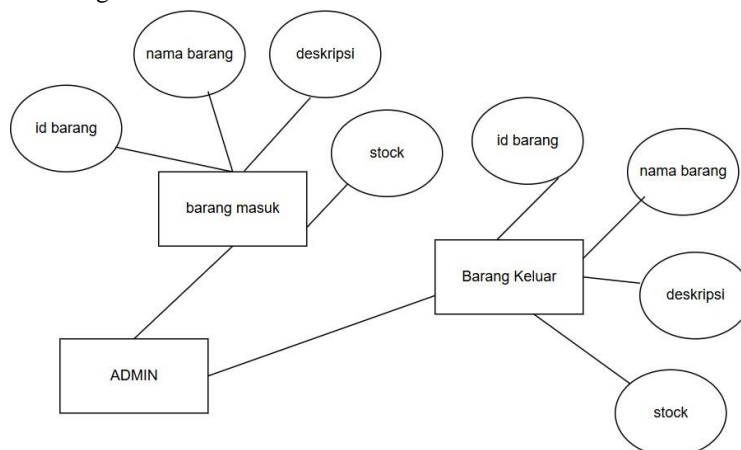 nama barang
deskripsi
id barang
stock
barang masuk
id barang
nama barang
Barang Keluar
deskripsi
ADMIN
stock